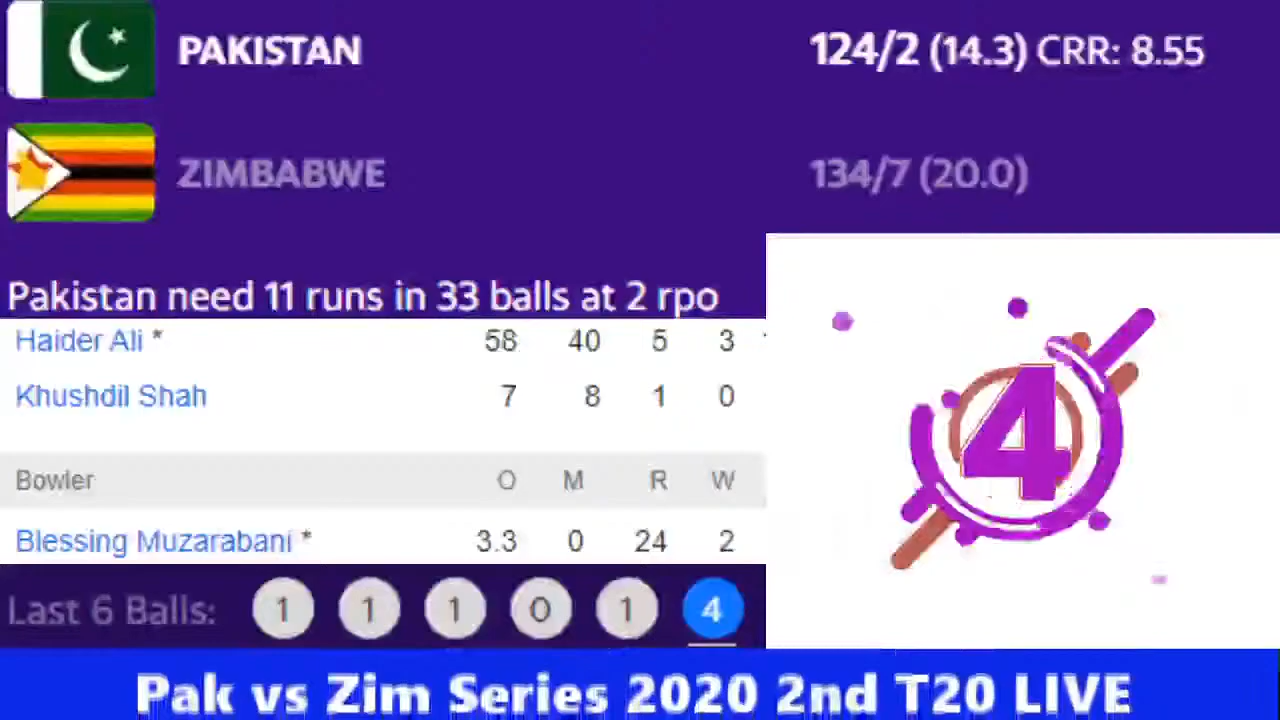 PAKISTAN 124/2 (14.3) CRR: 8.55
ZIMBABWE 134/7 (20.0)
Pakistan need 11 runs in 33 balls at 2 rpo
Haider Ali * 58 40 5 3
Khushdil Shah 7 8 1 0
4
Bowler O M R W
Blessing Muzarabani * 3.3 0 24 2
Last 6 Balls: 1 1 1 0 1 4
Pak vs Zim Series 2020 2nd T20 LIVE